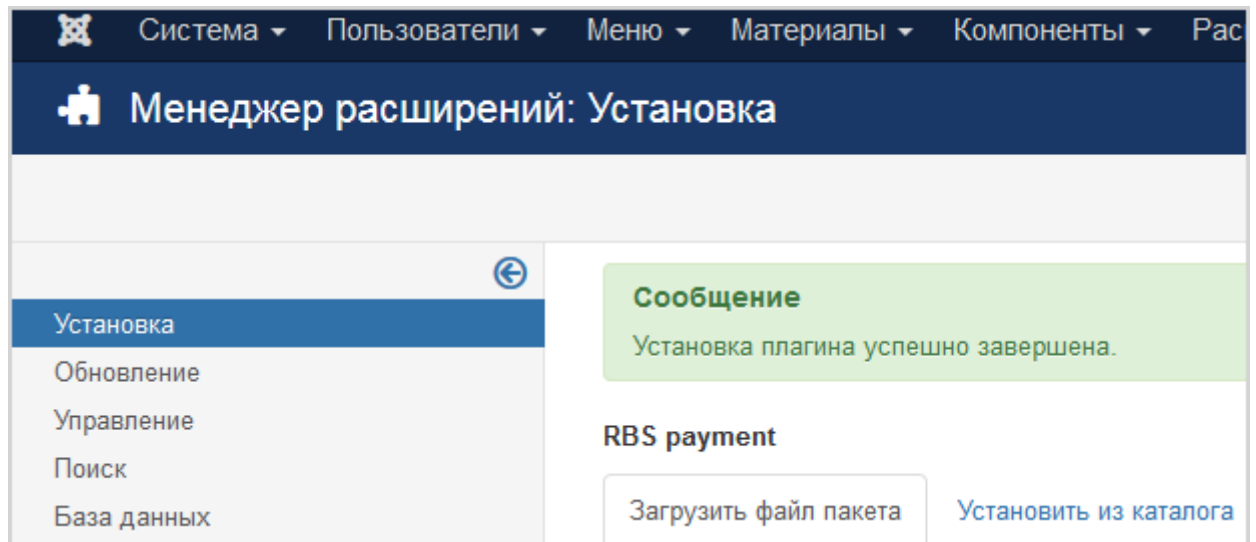 Система Пользователи Меню Материалы Компоненты Рас
Менеджер расширений: Установка
Установка
Обновление
Управление
Поиск
База данных
Сообщение
Установка плагина успешно завершена.
RBS payment
Загрузить файл пакета Установить из каталога